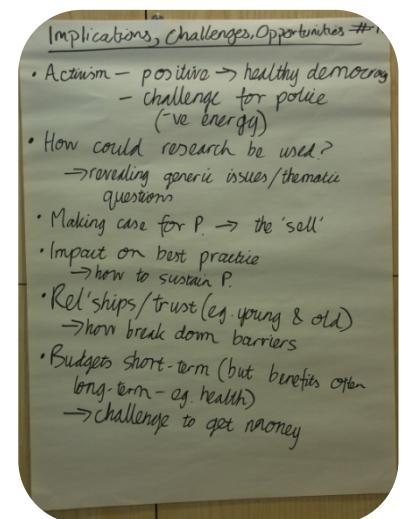 Implications, Challenges, Opportunities #1
• Activism – positive → healthy democracy
– challenge for police
(-ve energy)
• How could research be used?
→ revealing generic issues/thematic
questions
• Making case for P. → the 'sell'
• Impact on best practice
→ how to sustain P.
• Rel'ships/trust (eg. young & old)
→ how break down barriers
• Budgets short-term (but benefits often
long-term – eg. health)
→ challenge to get money